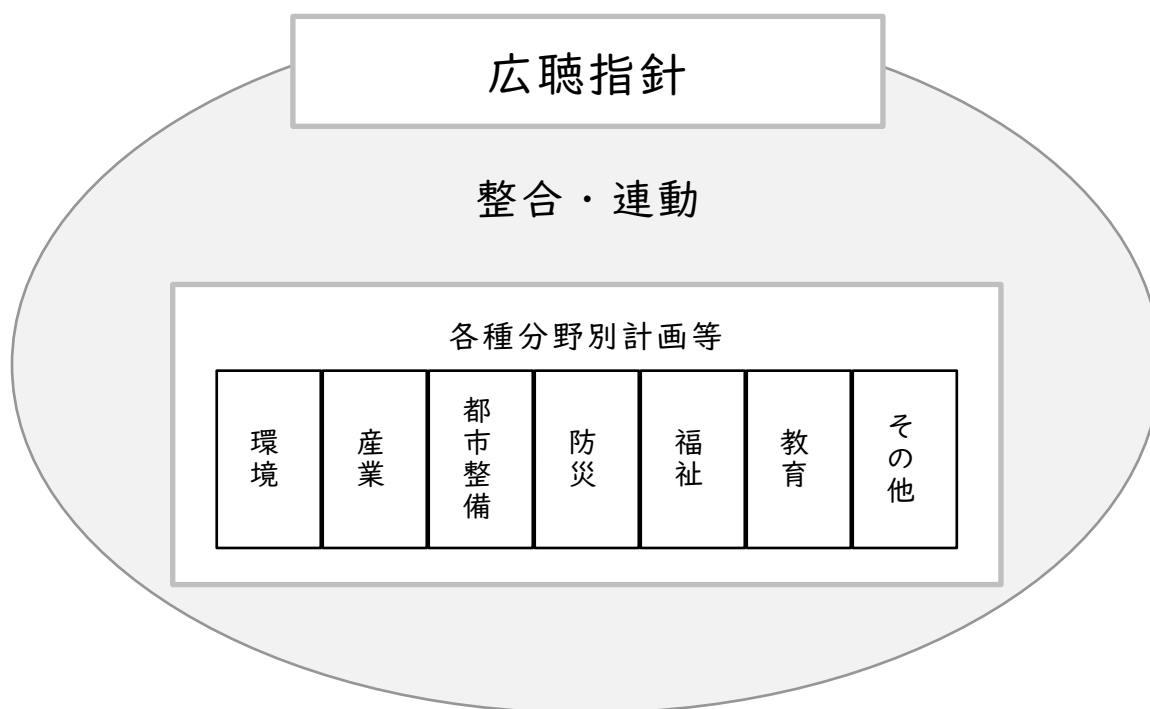 広聴指針
整合・連動
各種分野別計画等
環境
産業
都市整備
防災
福祉
教育
その他